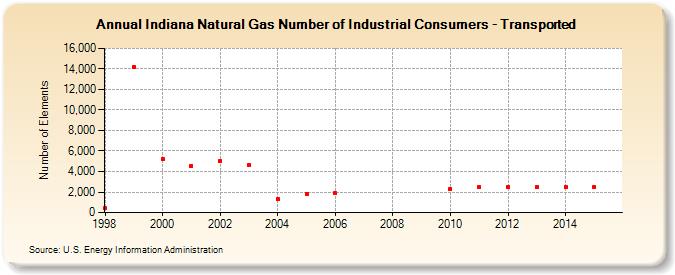 Annual Indiana Natural Gas Number of Industrial Consumers - Transported
Number of Elements
16,000
14,000
12,000
10,000
8,000
6,000
4,000
2,000
0
1998 2000 2002 2004 2006 2008 2010 2012 2014
Source: U.S. Energy Information Administration